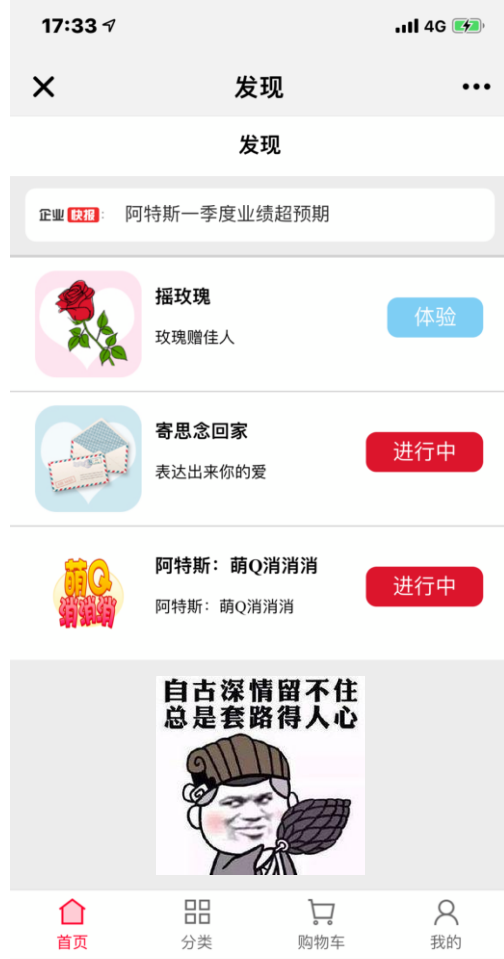 17:33
4G
发现
发现
企业快报: 阿特斯一季度业绩超预期
摇玫瑰
玫瑰赠佳人
体验
寄思念回家
表达出来你的爱
进行中
萌Q
消消消
阿特斯：萌Q消消消
阿特斯：萌Q消消消
进行中
自古深情留不住
总是套路得人心
首页
分类
购物车
我的